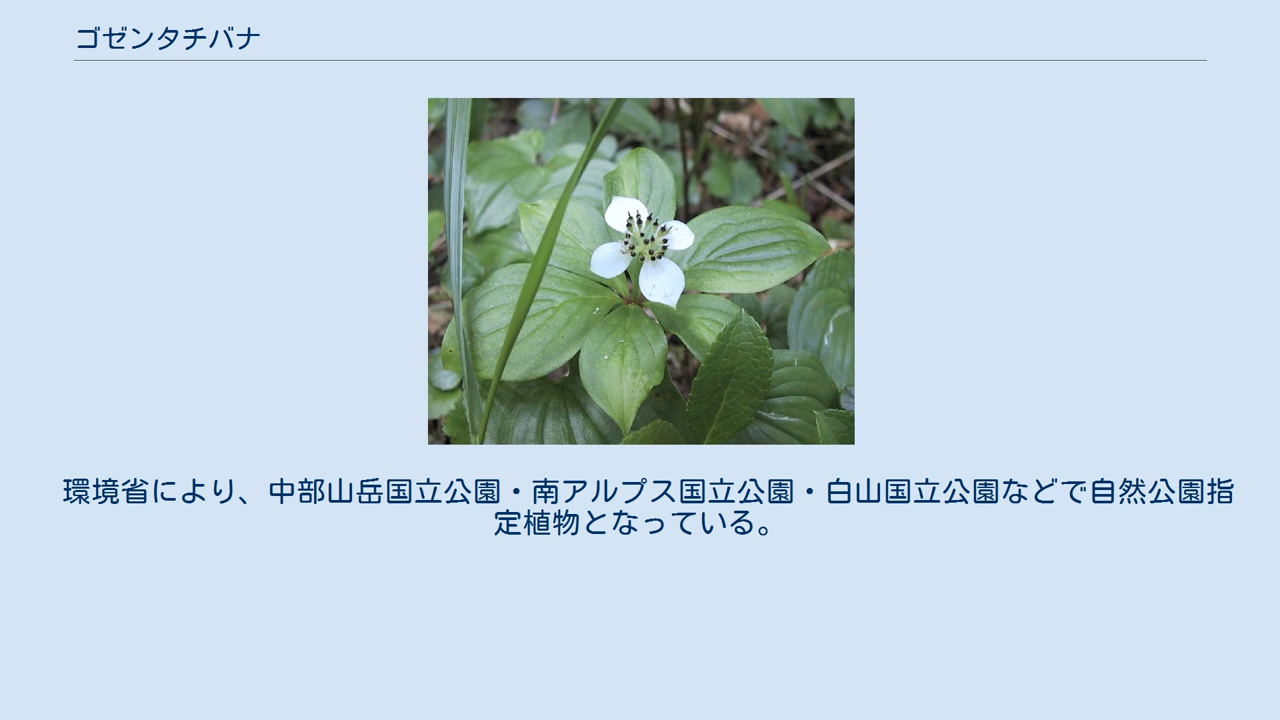 ゴゼンタチバナ
環境省により、中部山岳国立公園・南アルプス国立公園・白山国立公園などで自然公園指
定植物となっている。